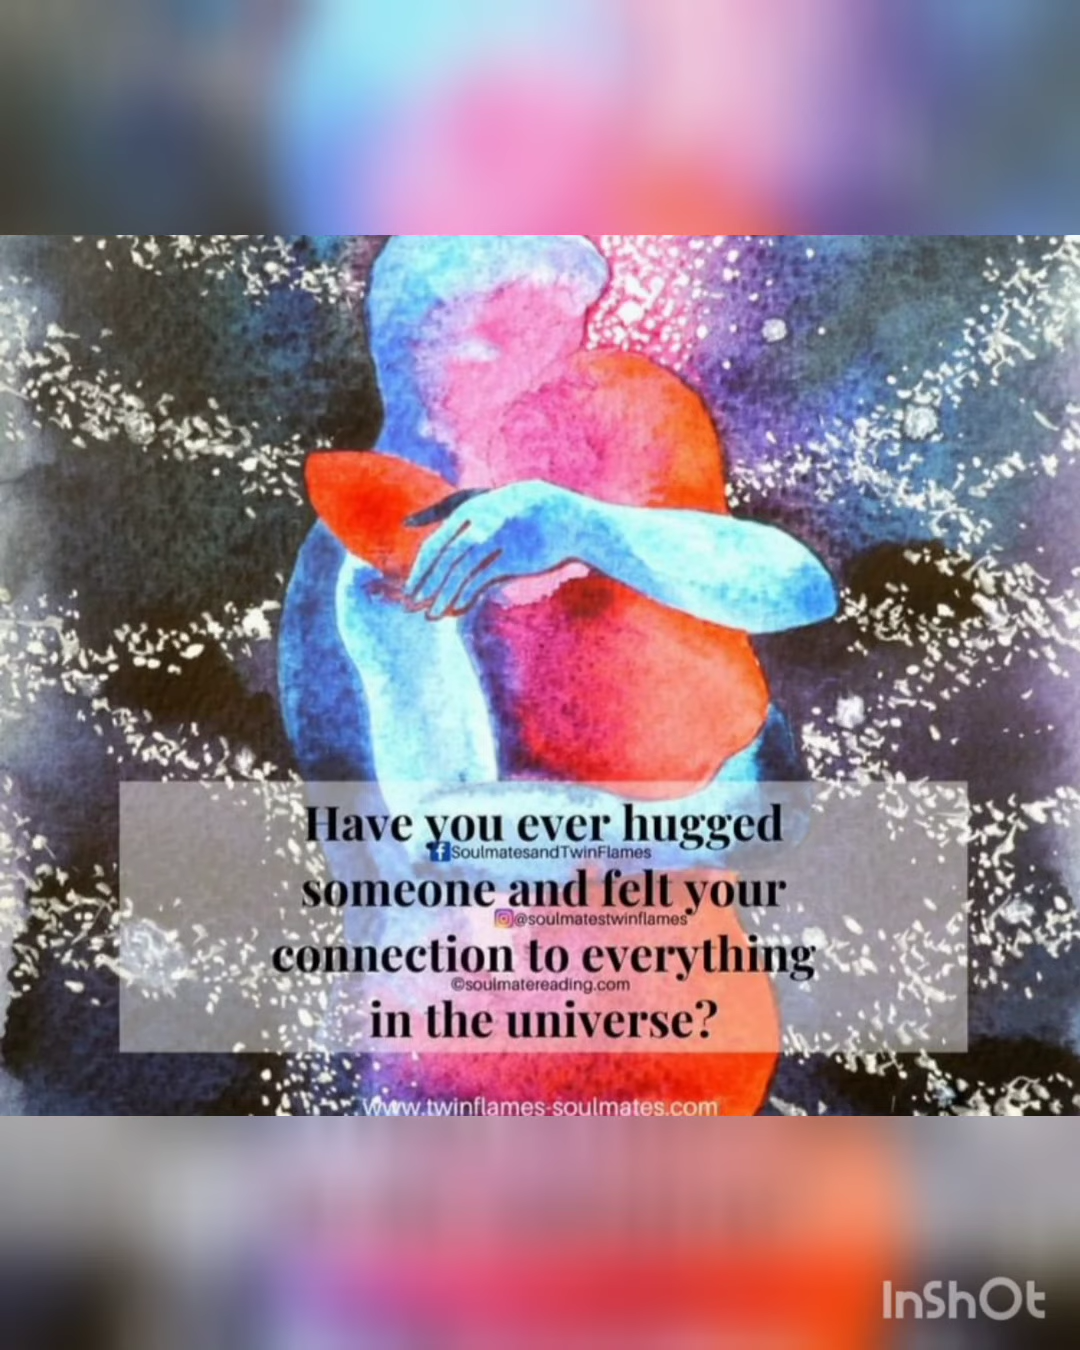 Have you ever hugged
SoulmatesandTwinFlames
someone and felt your
@soulmatestwinflames
connection to everything
©soulmatereading.com
in the universe?
www.twinflames-soulmates.com
InShOt